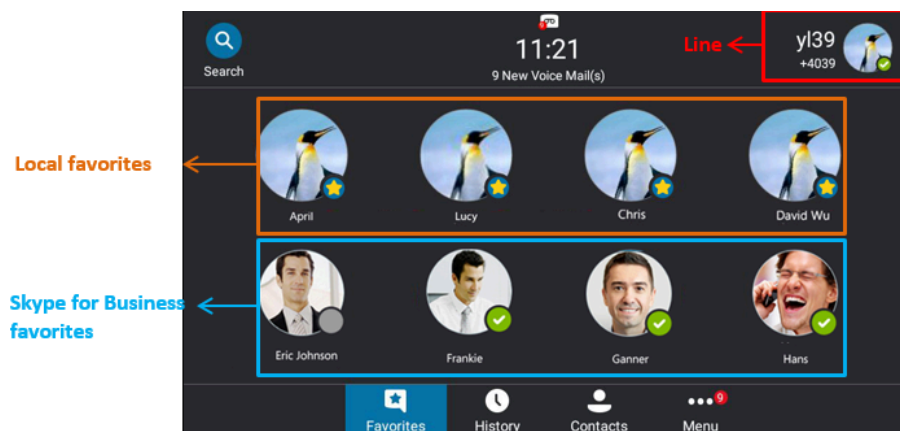 9
11:21
Line
yl39
Search
9 New Voice Mail(s)
+4039
Local favorites
April
Lucy
Chris
David Wu
Skype for Business
favorites
Eric Johnson
Frankie
Ganner
Hans
9
Favorites
History
Contacts
Menu